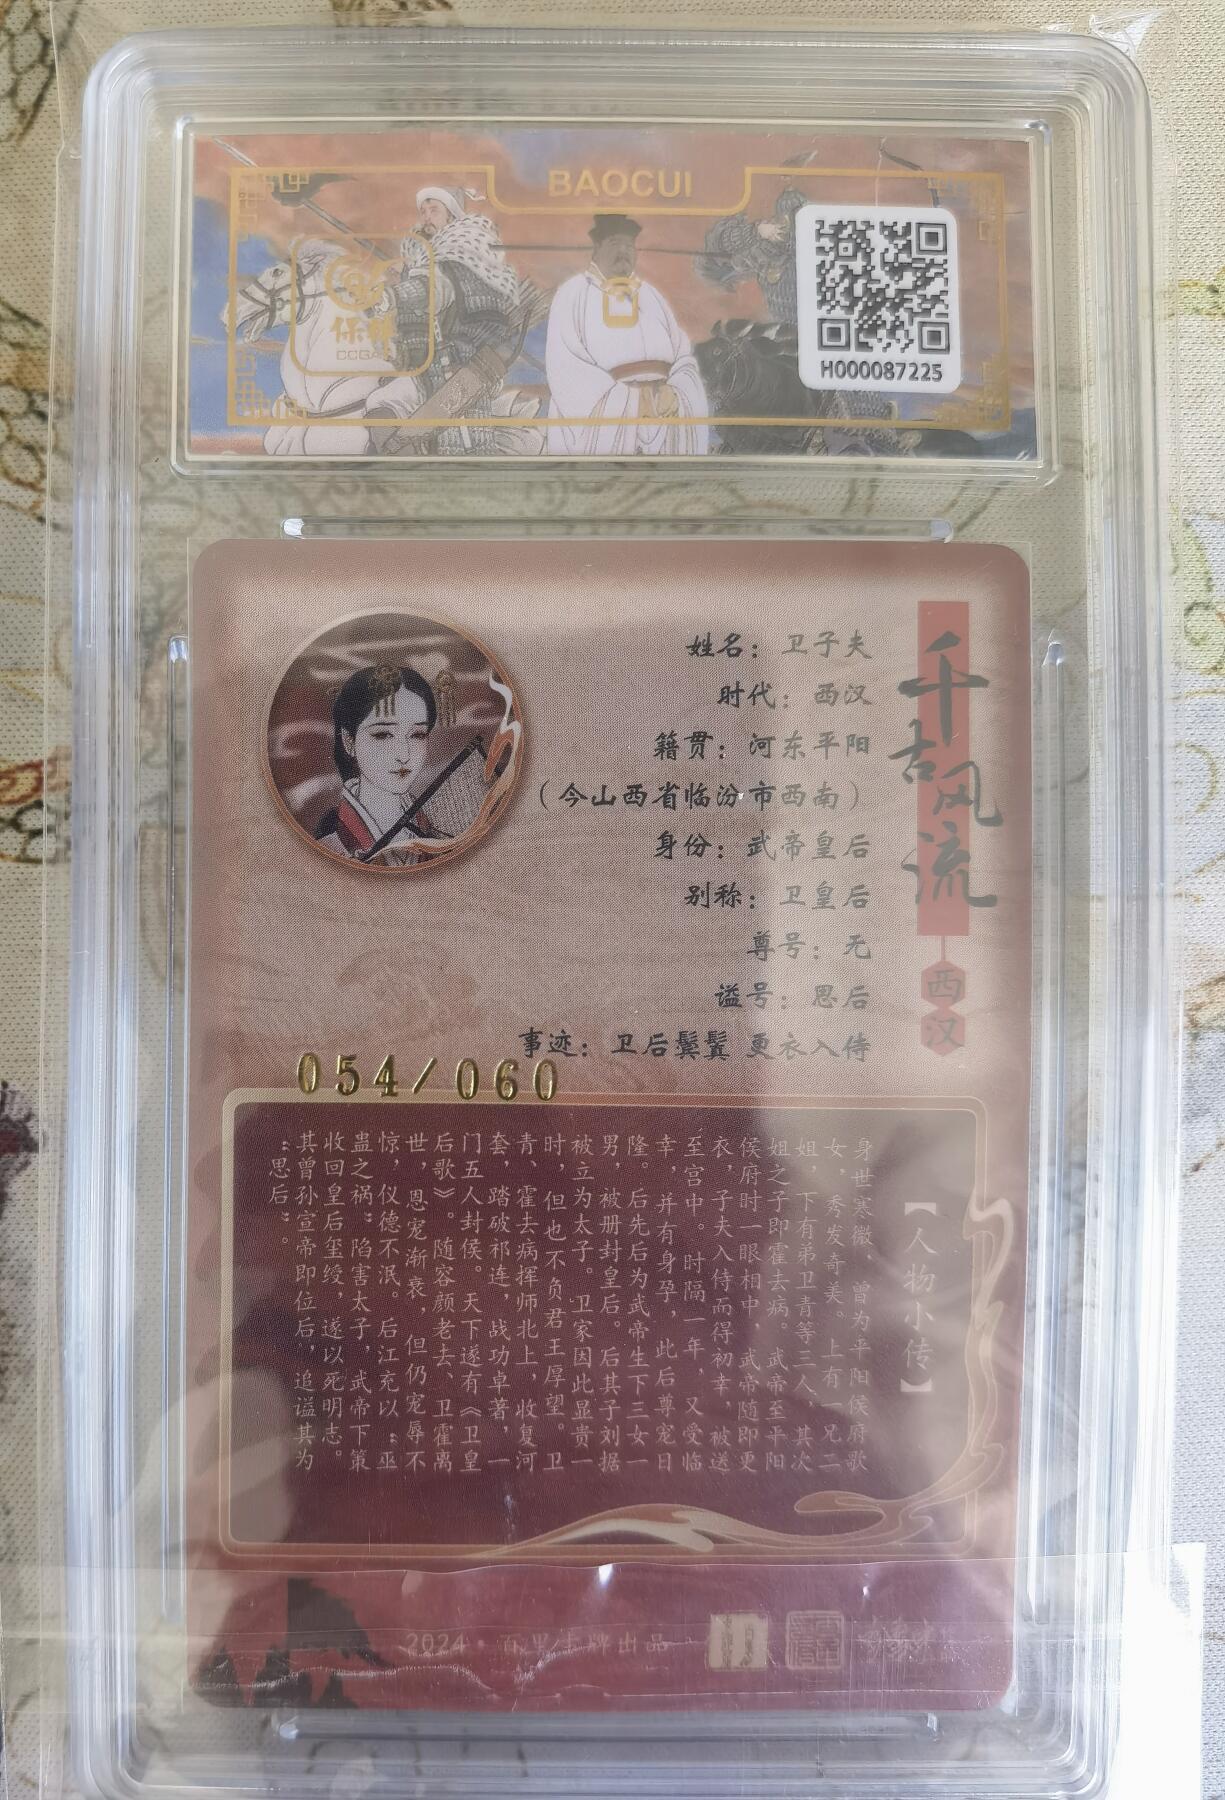 BAOCUI
保粹
CCGA
H000087225
千古风流
西汉
姓名：卫子夫
时代：西汉
籍贯：河东平阳
（今山西省临汾市西南）
身份：武帝皇后
别称：卫皇后
尊号：无
谥号：思后
事迹：卫后鬓鬒 更衣入侍
054/060
【人物小传】
身世寒微，曾为平阳侯府歌
女，秀发奇美。上有一兄二
姐，下有弟卫青等三人，其次
姐之子即霍去病。武帝至平阳
侯府时一眼相中，武帝随即更
衣，子夫入侍而得初幸，被送
至宫中。时隔一年，又受临
幸，并有身孕，此后尊宠日
隆。后先后为武帝生下三女一
男，被册封皇后。后其子刘据
被立为太子。卫家因此显贵一
时，但也不负君王厚望。卫
青、霍去病挥师北上，收复河
套，踏破祁连，战功卓著，一
门五人封侯。天下遂有《卫皇
后歌》。随容颜老去、卫霍离
世，恩宠渐衰，但仍宠辱不
惊，仪德不泯。后江充以“巫
蛊之祸”陷害太子，武帝下策
收回皇后玺绶，遂以死明志。
其曾孙宣帝即位后，追谥其为
“思后”。
2024·百里生牌出品